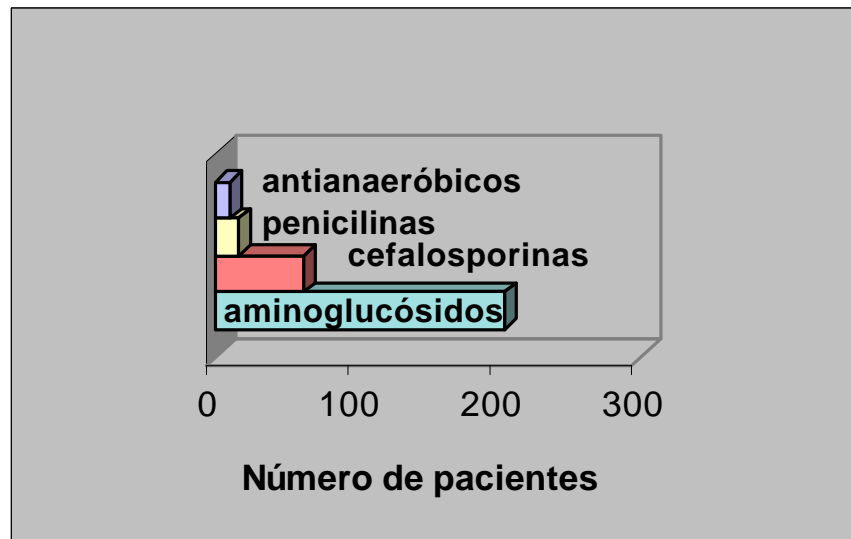 antianaeróbicos
penicilinas
cefalosporinas
aminoglucósidos
0 100 200 300
Número de pacientes